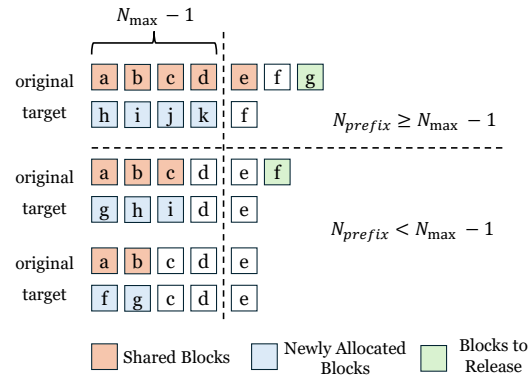 N_max − 1
original a b c d e f g
target h i j k f
N_prefix ≥ N_max − 1
original a b c d e f
target g h i d e
N_prefix < N_max − 1
original a b c d e
target f g c d e
Shared Blocks Newly Allocated Blocks Blocks to Release